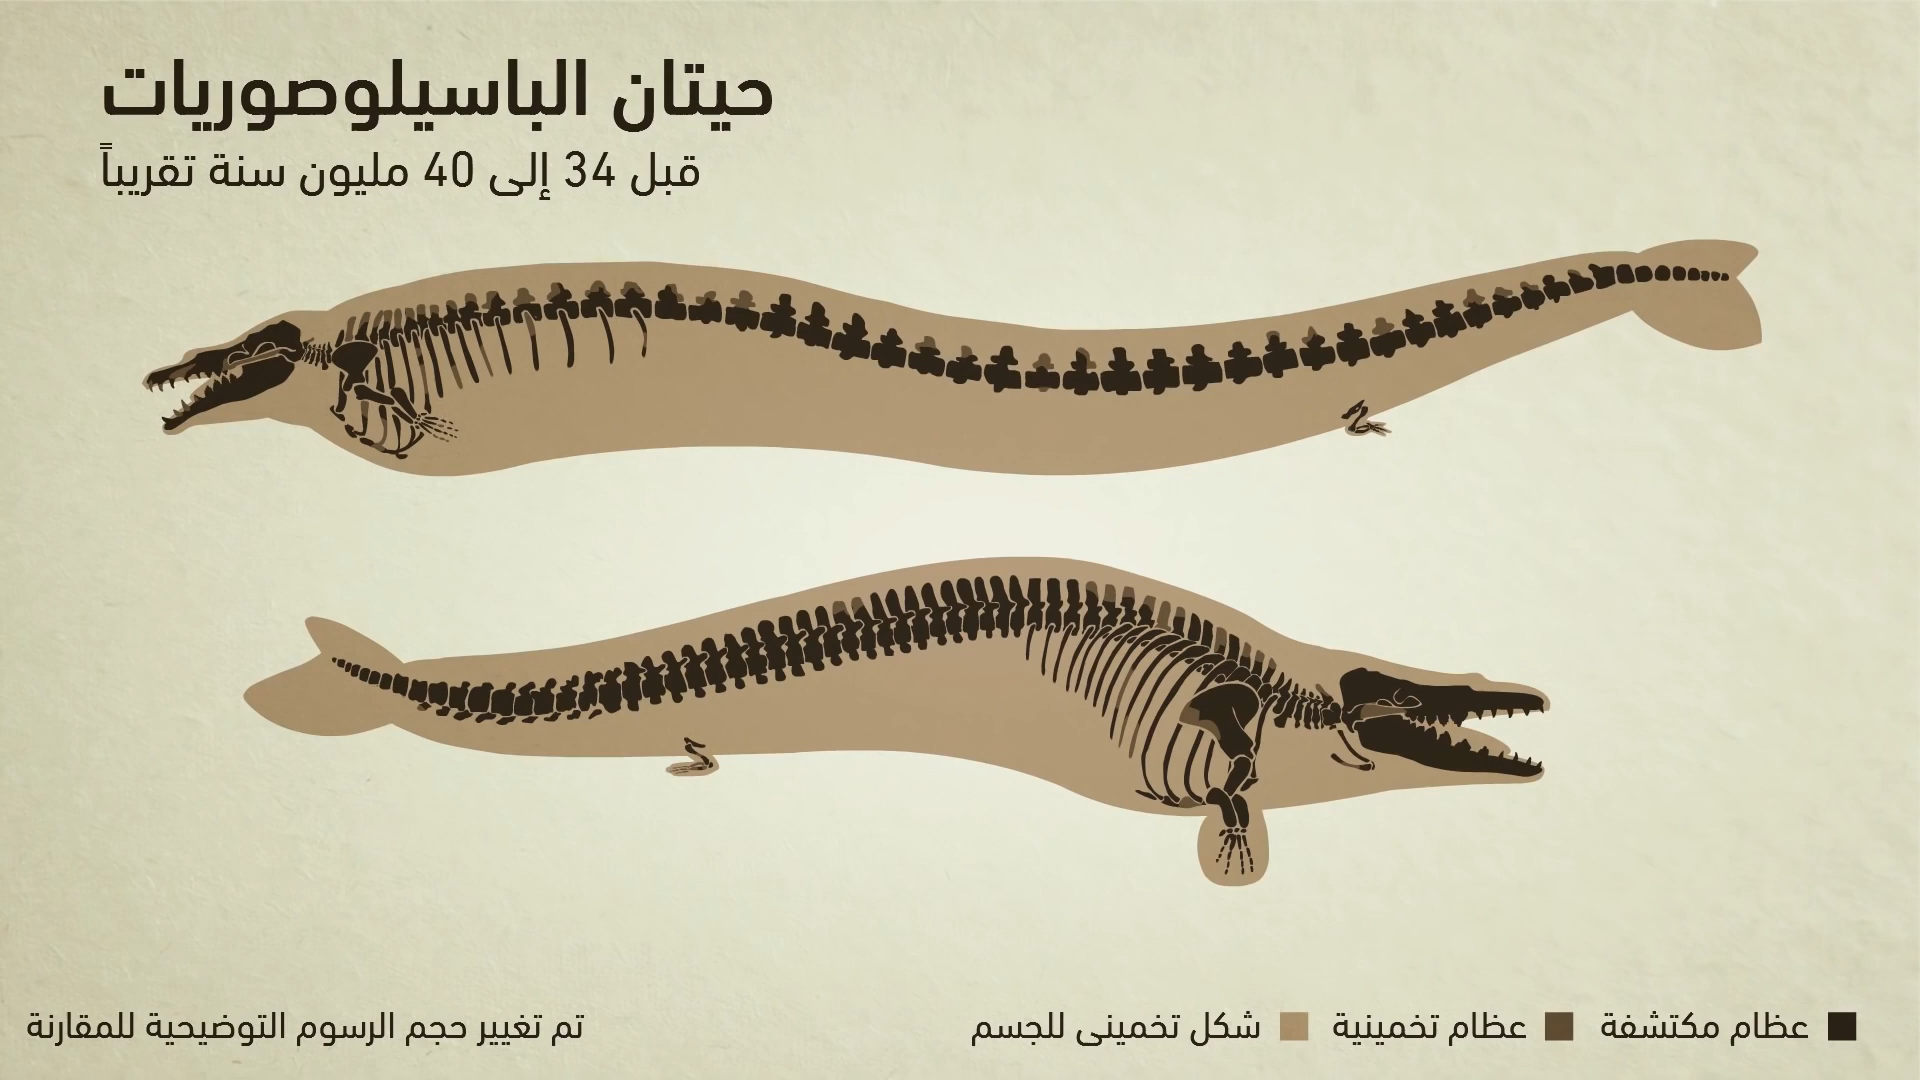 حيتان الباسيلوصوريات
قبل 34 إلى 40 مليون سنة تقريباً
عظام مكتشفة
عظام تخمينية
شكل تخمينى للجسم
تم تغيير حجم الرسوم التوضيحية للمقارنة